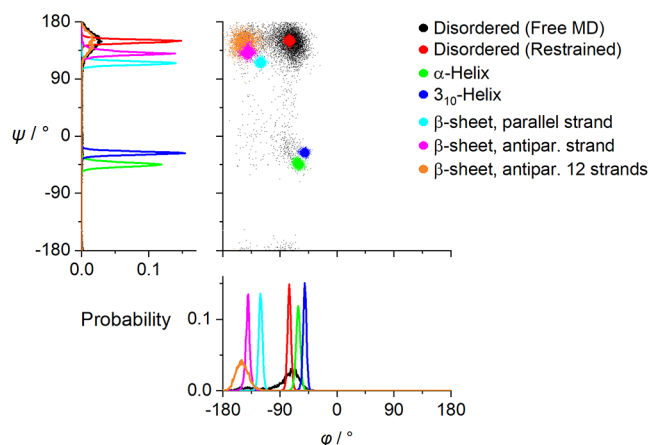 180
90
0
-90
-180
ψ / °
0.0
0.1
Disordered (Free MD)
Disordered (Restrained)
α-Helix
3₁₀-Helix
β-sheet, parallel strand
β-sheet, antipar. strand
β-sheet, antipar. 12 strands
Probability
0.1
0.0
-180
-90
0
90
180
φ / °